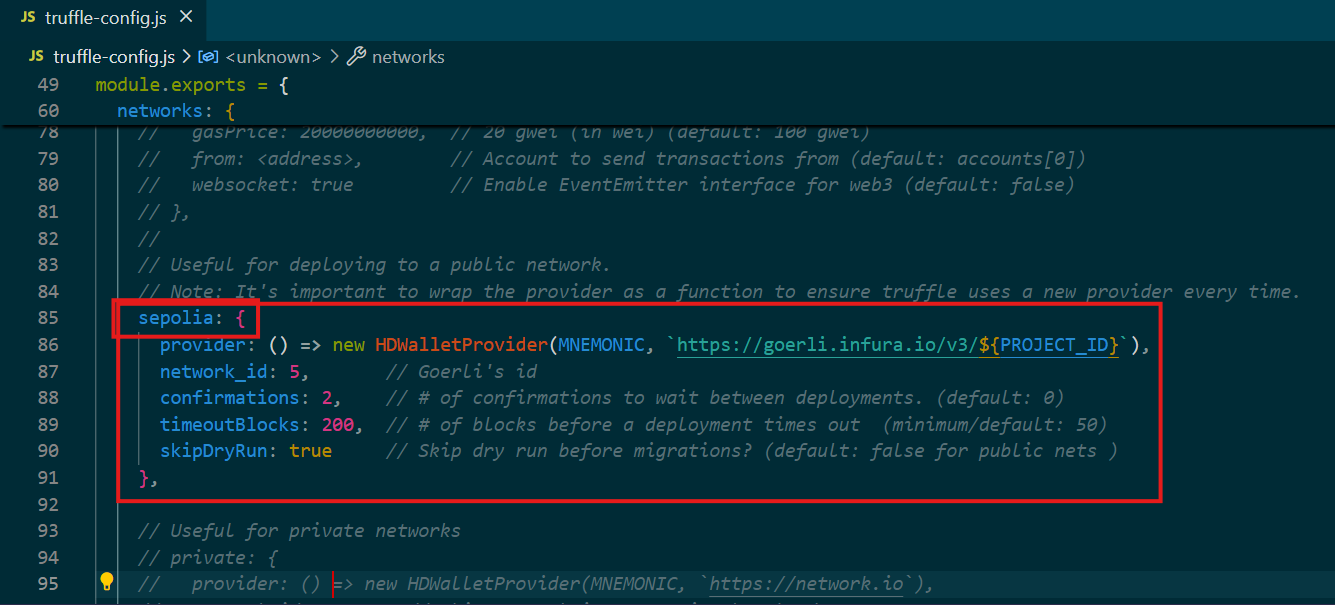 JS truffle-config.js ×
JS truffle-config.js > <unknown> > networks
49 module.exports = {
60 networks: {
78 // gasPrice: 20000000000, // 20 gwei (in wei) (default: 100 gwei)
79 // from: <address>, // Account to send transactions from (default: accounts[0])
80 // websocket: true // Enable EventEmitter interface for web3 (default: false)
81 // },
82 //
83 // Useful for deploying to a public network.
84 // Note: It's important to wrap the provider as a function to ensure truffle uses a new provider every time.
85 sepolia: {
86 provider: () => new HDWalletProvider(MNEMONIC, `https://goerli.infura.io/v3/${PROJECT_ID}`),
87 network_id: 5, // Goerli's id
88 confirmations: 2, // # of confirmations to wait between deployments. (default: 0)
89 timeoutBlocks: 200, // # of blocks before a deployment times out (minimum/default: 50)
90 skipDryRun: true // Skip dry run before migrations? (default: false for public nets )
91 },
92
93 // Useful for private networks
94 // private: {
95 // provider: () => new HDWalletProvider(MNEMONIC, `https://network.io`),